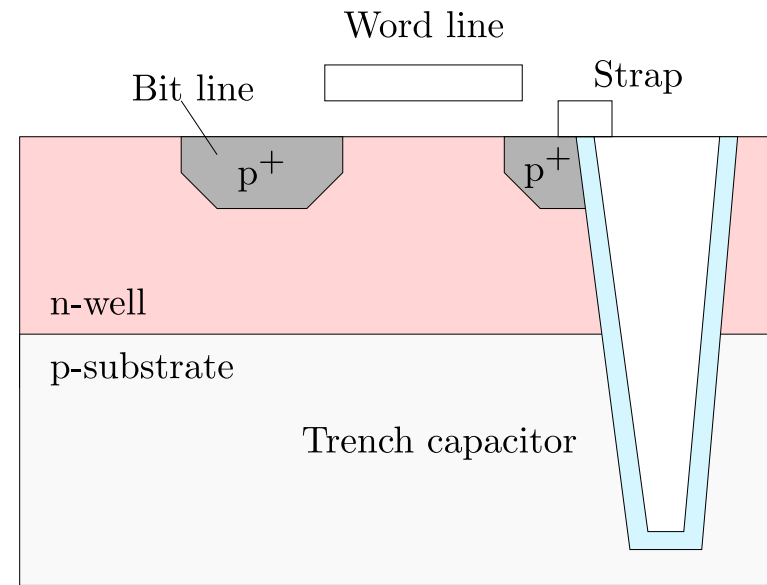 Word line
Strap
Bit line
p+
p+
n-well
p-substrate
Trench capacitor